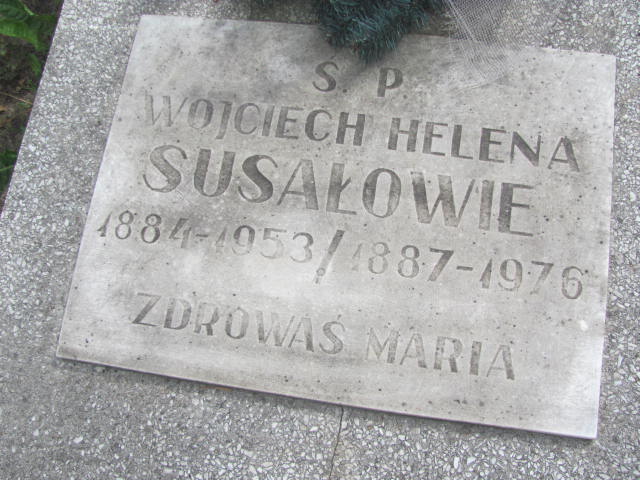 S. P
WOJCIECH HELENA
SUSAŁOWIE
1884-1953/1887-1976
ZDROWAŚ MARIA